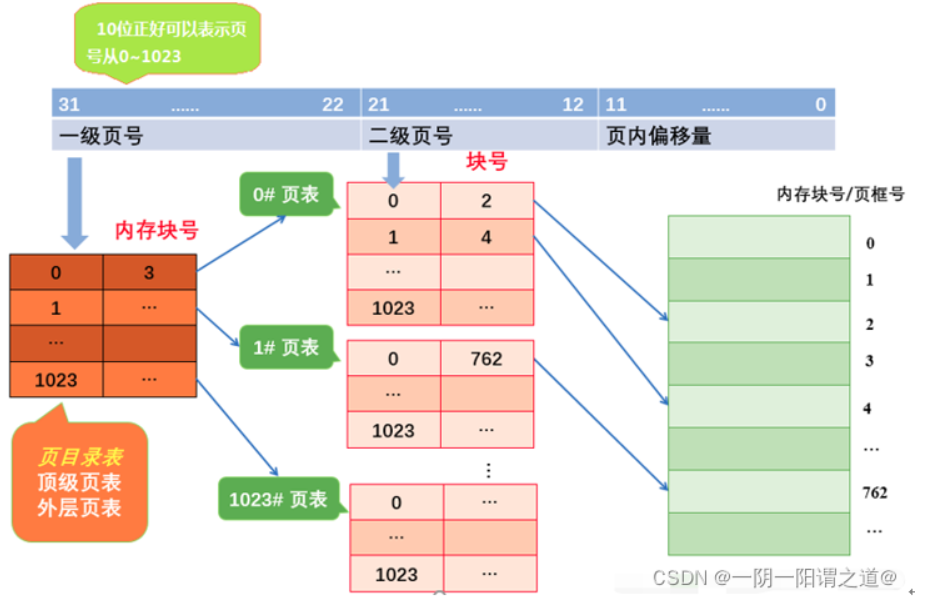 10位正好可以表示页
号从0~1023
31 ...... 22 21 ...... 12 11 ...... 0
一级页号 二级页号 页内偏移量
块号
0# 页表
内存块号/页框号
内存块号
0 2
1 4
...
1023 ...
0 3
1 ...
...
1023 ...
1# 页表
0 762
...
1023 ...
⋮
页目录表
顶级页表
外层页表
1023# 页表
0 ...
...
1023 ...
0
1
2
3
4
...
762
...
CSDN @一阴一阳谓之道@